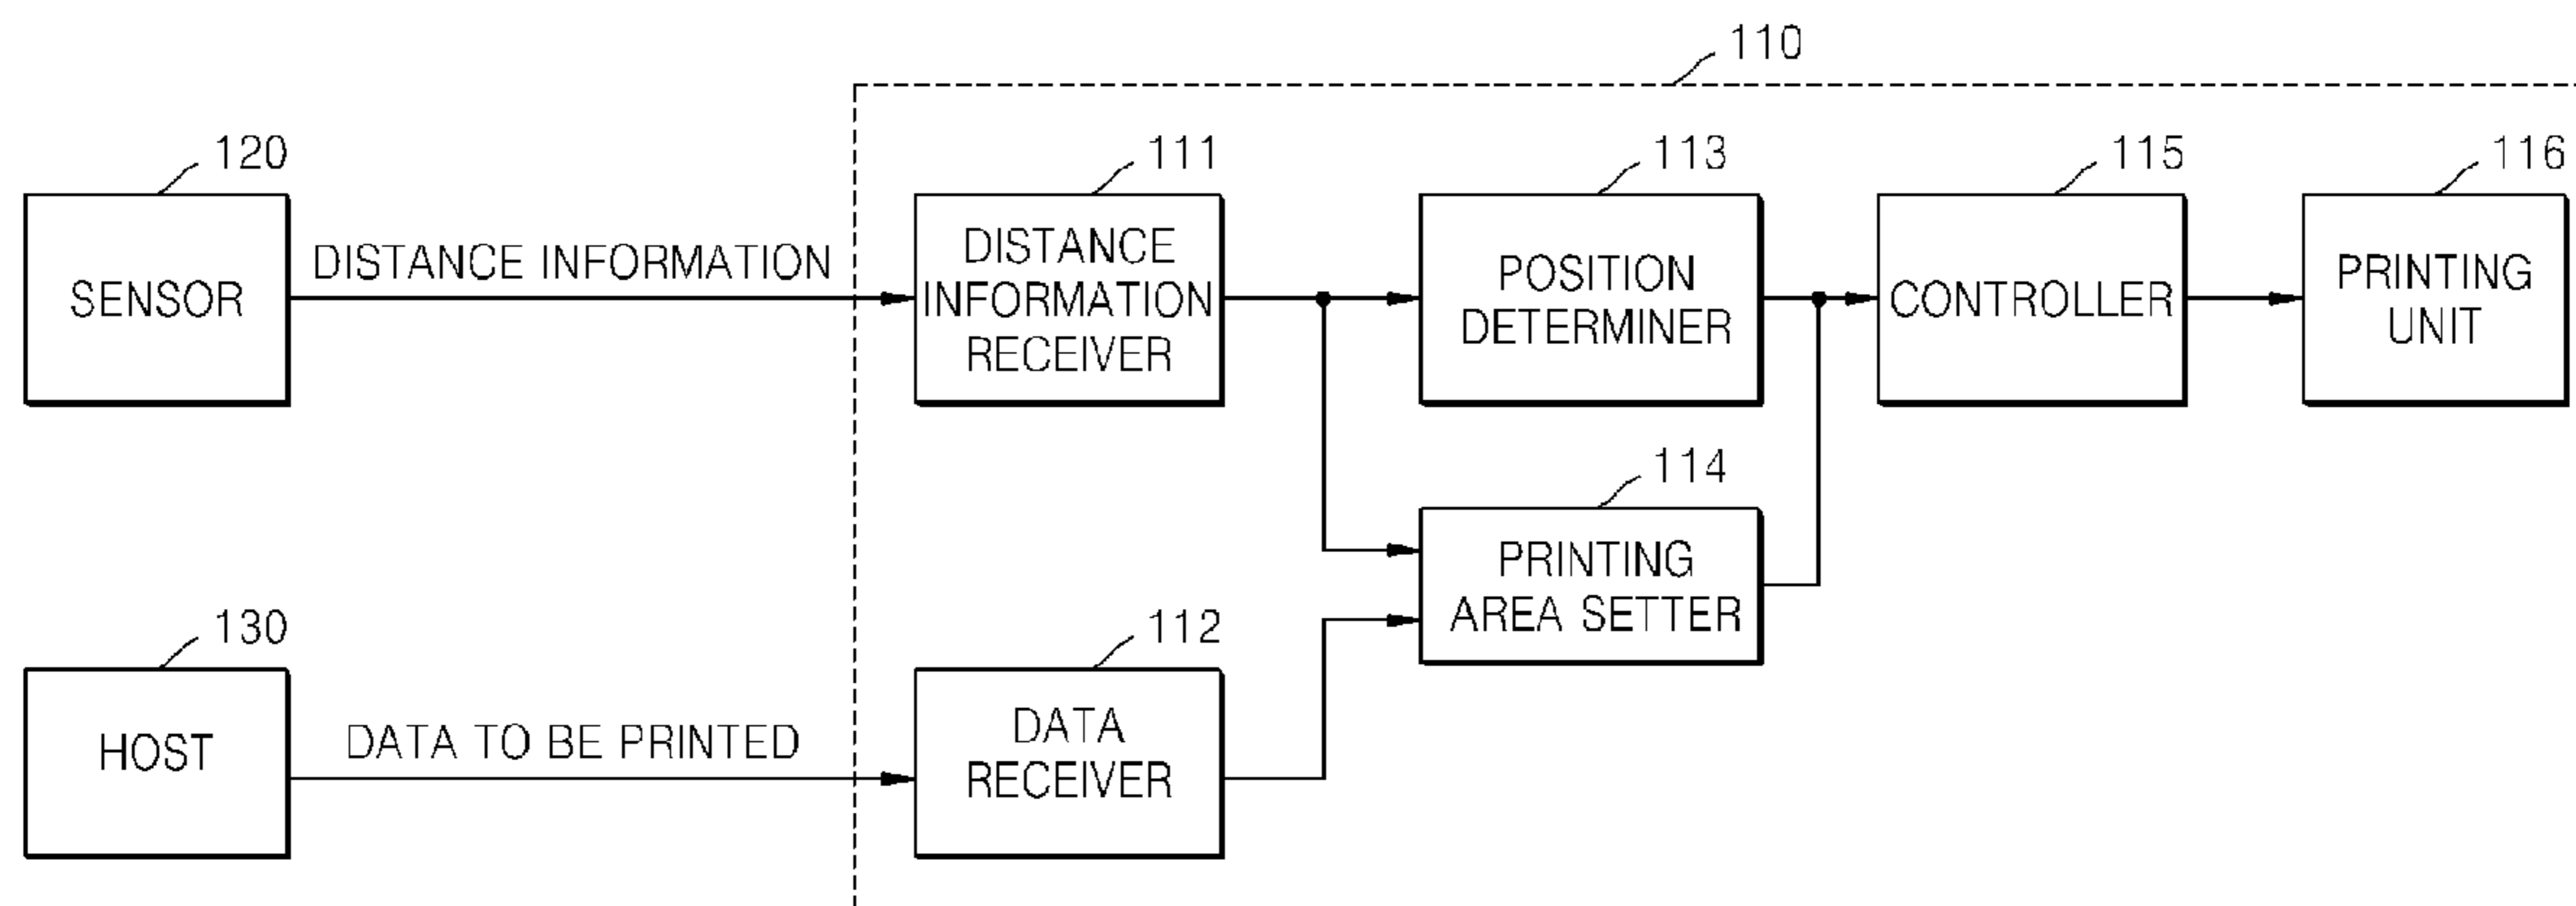 110
120
111
113
115
116
SENSOR
DISTANCE INFORMATION
DISTANCE
INFORMATION
RECEIVER
POSITION
DETERMINER
CONTROLLER
PRINTING
UNIT
114
PRINTING
AREA SETTER
130
112
HOST
DATA TO BE PRINTED
DATA
RECEIVER